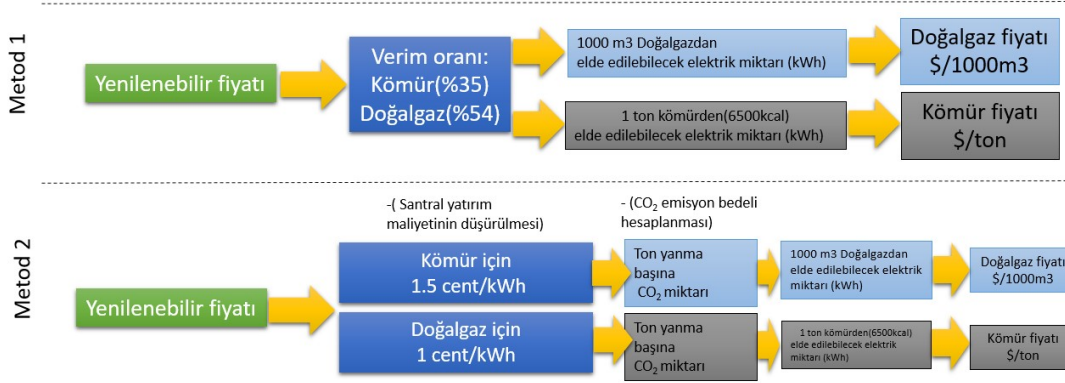 Metod 1
Yenilenebilir fiyatı
Verim oranı:
Kömür(%35)
Doğalgaz(%54)
1000 m3 Doğalgazdan
elde edilebilecek elektrik miktarı (kWh)
Doğalgaz fiyatı
$/1000m3
1 ton kömürden(6500kcal)
elde edilebilecek elektrik miktarı (kWh)
Kömür fiyatı
$/ton
Metod 2
-( Santral yatırım
maliyetinin düşürülmesi)
- (CO₂ emisyon bedeli
hesaplanması)
Yenilenebilir fiyatı
Kömür için
1.5 cent/kWh
Ton yanma
başına
CO₂ miktarı
1000 m3 Doğalgazdan
elde edilebilecek elektrik
miktarı (kWh)
Doğalgaz fiyatı
$/1000m3
Doğalgaz için
1 cent/kWh
Ton yanma
başına
CO₂ miktarı
1 ton kömürden(6500kcal)
elde edilebilecek elektrik
miktarı (kWh)
Kömür fiyatı
$/ton